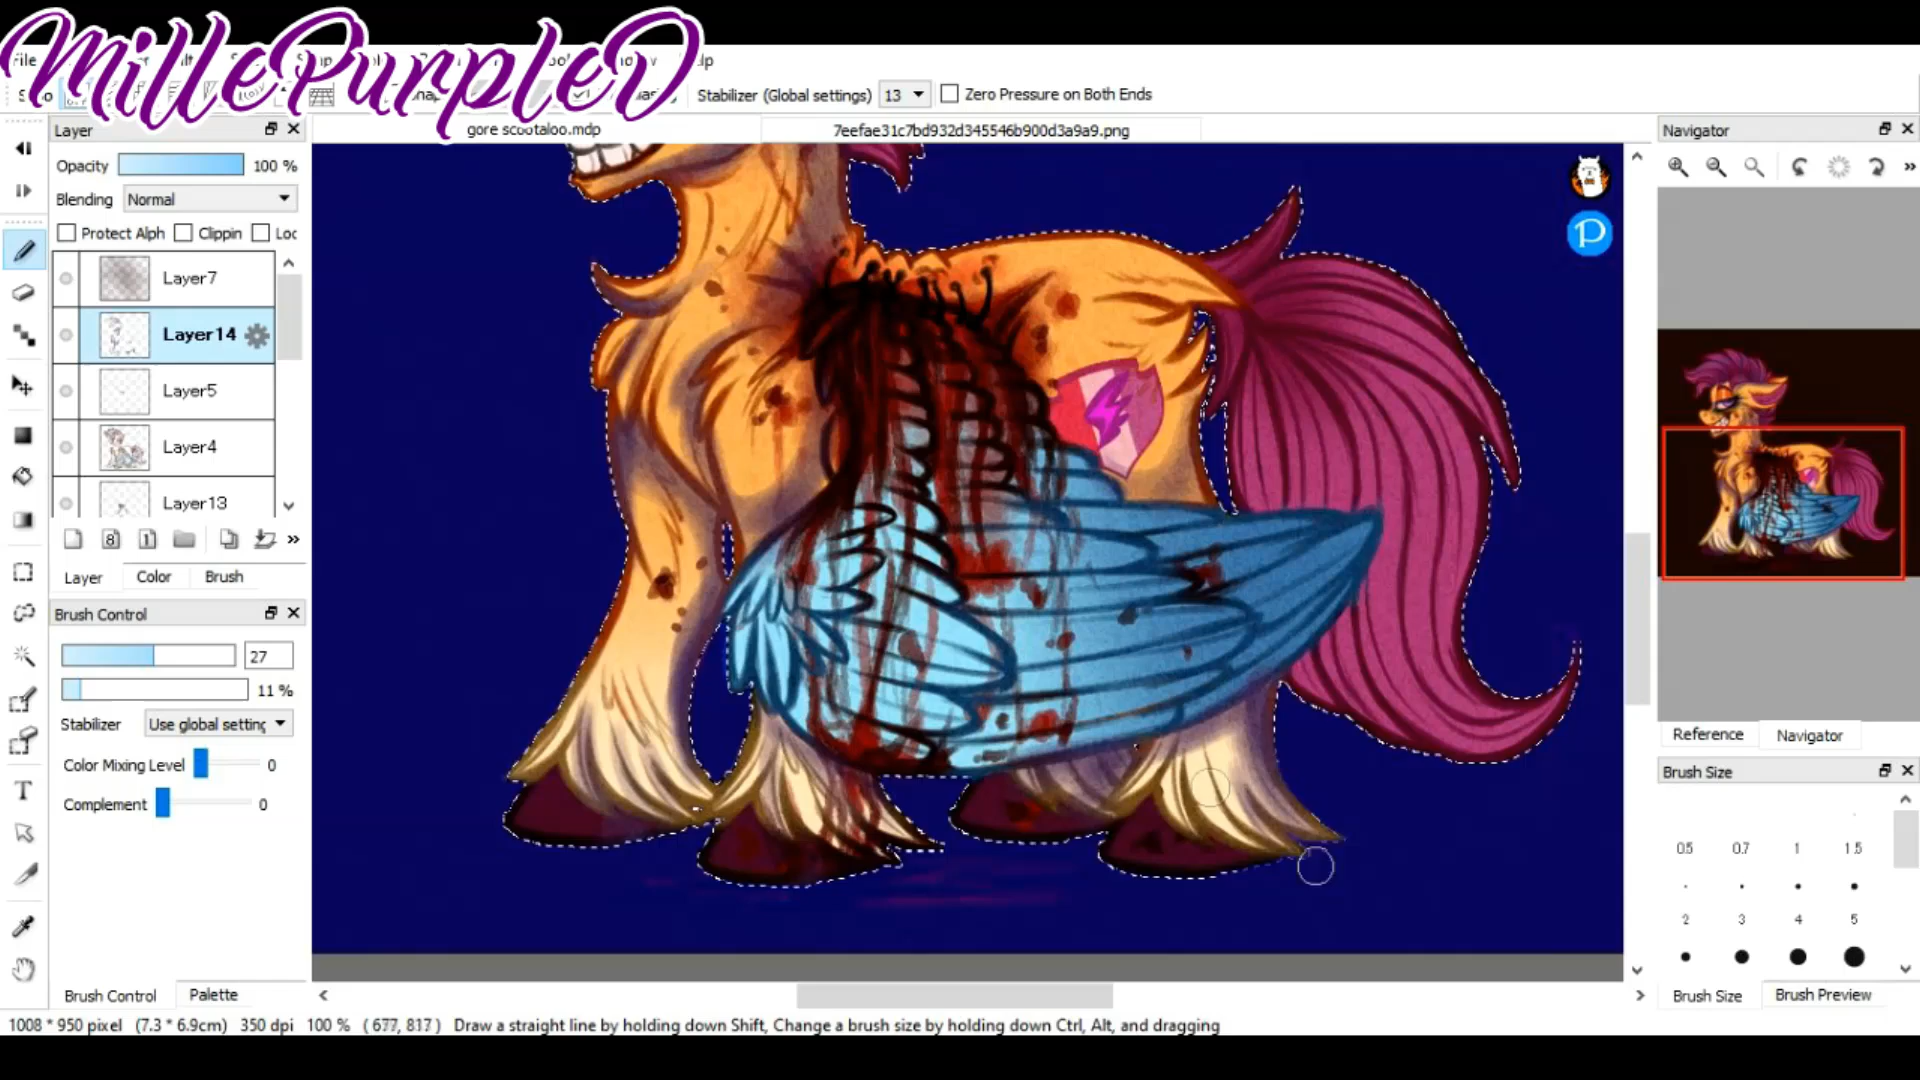 MillePurpleD
File
Stabilizer (Global settings) 13 Zero Pressure on Both Ends
Layer
gore scootaloo.mdp
7eefae31c7bd932d345546b900d3a9a9.png
Navigator
Opacity 100 %
Blending Normal
Protect Alph Clippin Loc
Layer7
Layer14
Layer5
Layer4
Layer13
8 1
Layer Color Brush
Brush Control
27
11 %
Stabilizer Use global setting
Color Mixing Level 0
Complement 0
P
Reference Navigator
Brush Size
0.5 0.7 1 1.5
2 3 4 5
T
Brush Control Palette
Brush Size Brush Preview
1008 * 950 pixel (7.3 * 6.9cm) 350 dpi 100 % ( 677, 817 ) Draw a straight line by holding down Shift, Change a brush size by holding down Ctrl, Alt, and dragging